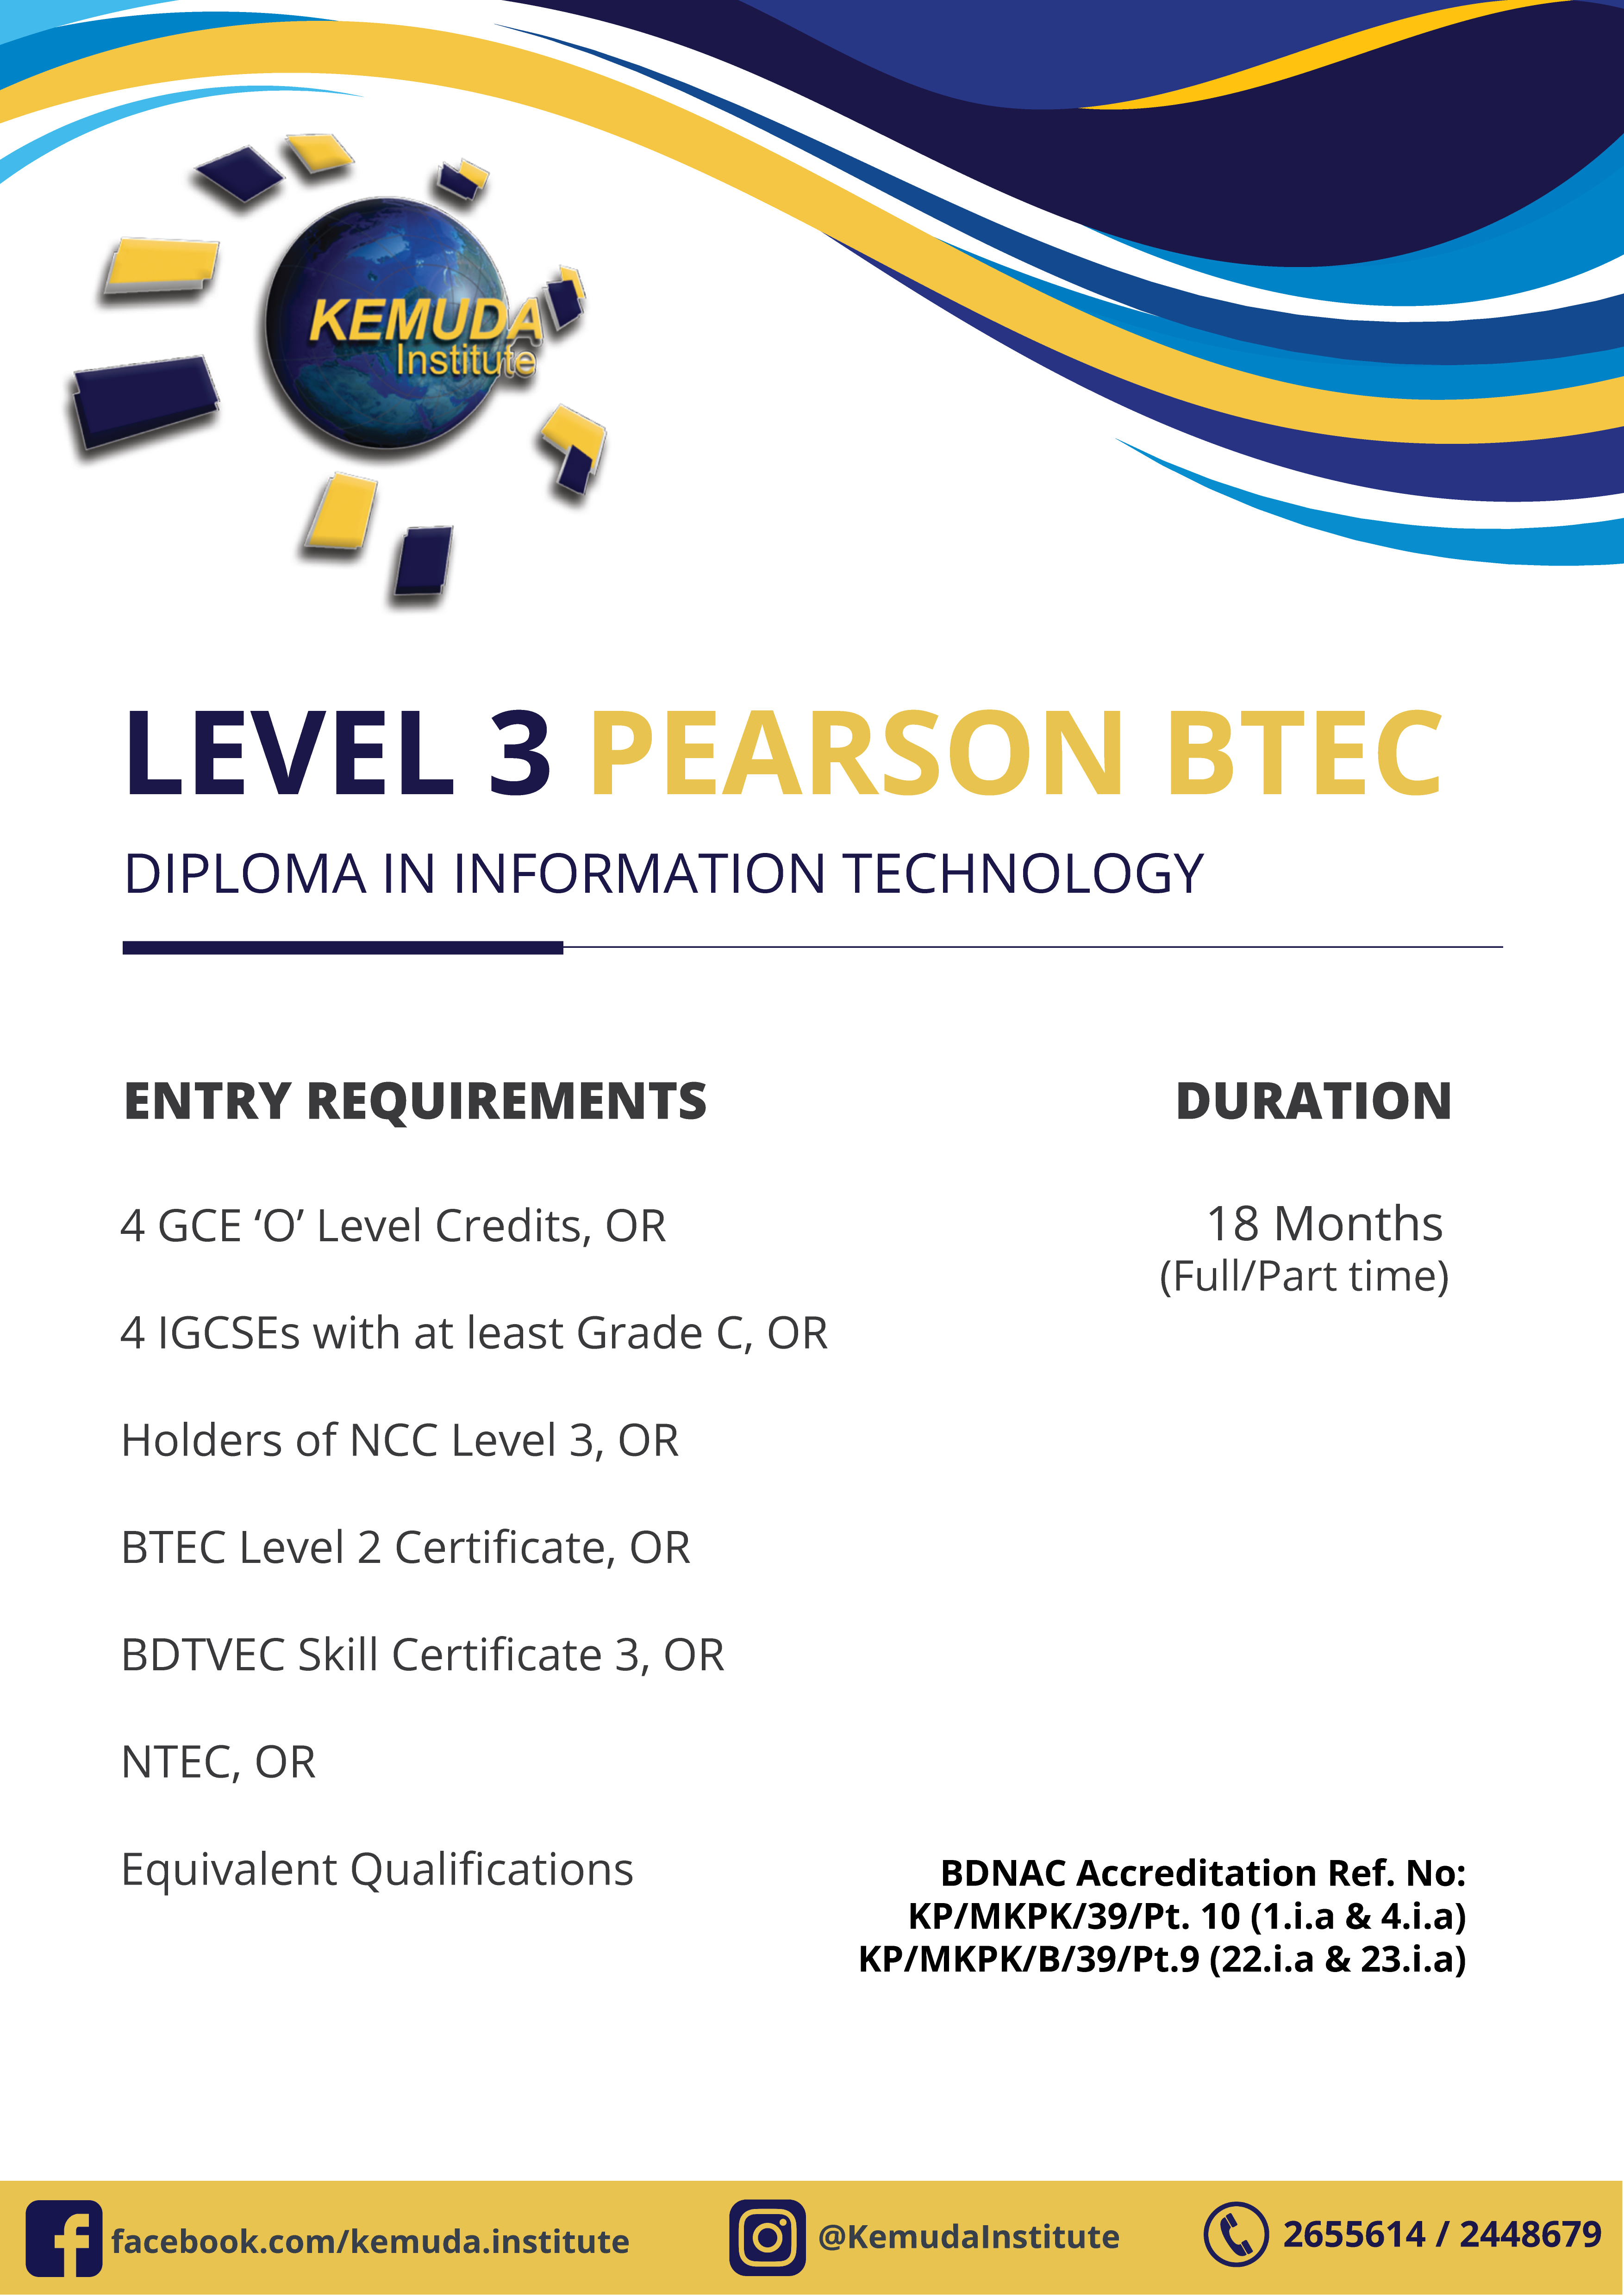 KEMUDA
Institute
LEVEL 3 PEARSON BTEC
DIPLOMA IN INFORMATION TECHNOLOGY
ENTRY REQUIREMENTS
4 GCE ‘O’ Level Credits, OR
4 IGCSEs with at least Grade C, OR
Holders of NCC Level 3, OR
BTEC Level 2 Certificate, OR
BDTVEC Skill Certificate 3, OR
NTEC, OR
Equivalent Qualifications
DURATION
18 Months
(Full/Part time)
BDNAC Accreditation Ref. No:
KP/MKPK/39/Pt. 10 (1.i.a & 4.i.a)
KP/MKPK/B/39/Pt.9 (22.i.a & 23.i.a)
facebook.com/kemuda.institute
@KemudaInstitute
2655614 / 2448679